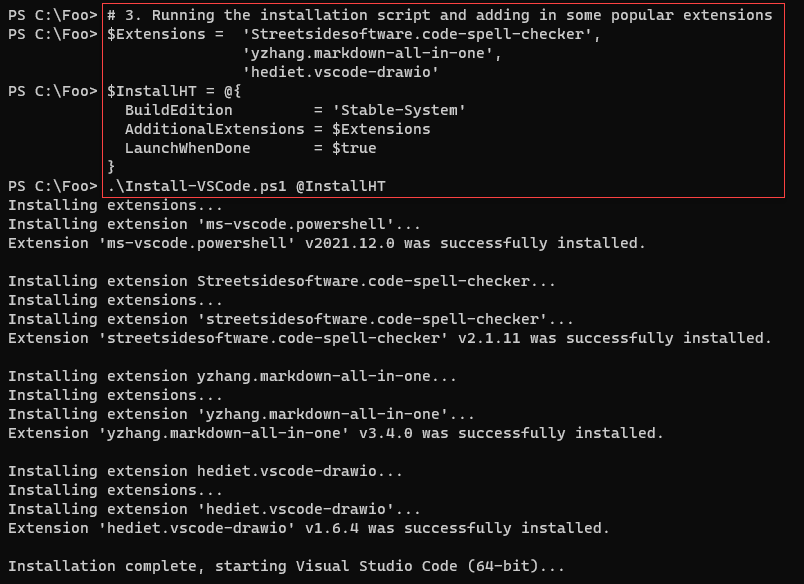 PS C:\Foo> # 3. Running the installation script and adding in some popular extensions
PS C:\Foo> $Extensions =  'Streetsidesoftware.code-spell-checker',
                          'yzhang.markdown-all-in-one',
                          'hediet.vscode-drawio'
PS C:\Foo> $InstallHT = @{
             BuildEdition         = 'Stable-System'
             AdditionalExtensions = $Extensions
             LaunchWhenDone       = $true
           }
PS C:\Foo> .\Install-VSCode.ps1 @InstallHT
Installing extensions...
Installing extension 'ms-vscode.powershell'...
Extension 'ms-vscode.powershell' v2021.12.0 was successfully installed.

Installing extension Streetsidesoftware.code-spell-checker...
Installing extensions...
Installing extension 'streetsidesoftware.code-spell-checker'...
Extension 'streetsidesoftware.code-spell-checker' v2.1.11 was successfully installed.

Installing extension yzhang.markdown-all-in-one...
Installing extensions...
Installing extension 'yzhang.markdown-all-in-one'...
Extension 'yzhang.markdown-all-in-one' v3.4.0 was successfully installed.

Installing extension hediet.vscode-drawio...
Installing extensions...
Installing extension 'hediet.vscode-drawio'...
Extension 'hediet.vscode-drawio' v1.6.4 was successfully installed.

Installation complete, starting Visual Studio Code (64-bit)...